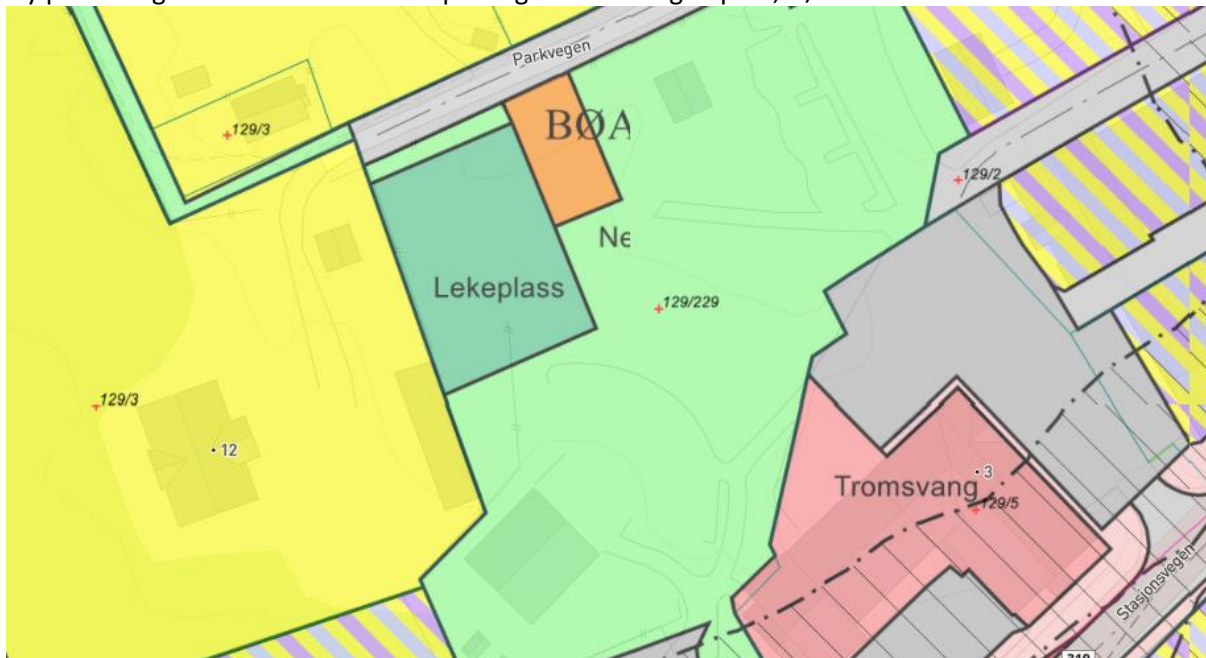 Parkvegen
129/3
BØA
129/2
Ne
Lekeplass
129/229
129/3
12
3
Tromsvang
129/5
Stasjonsvegen